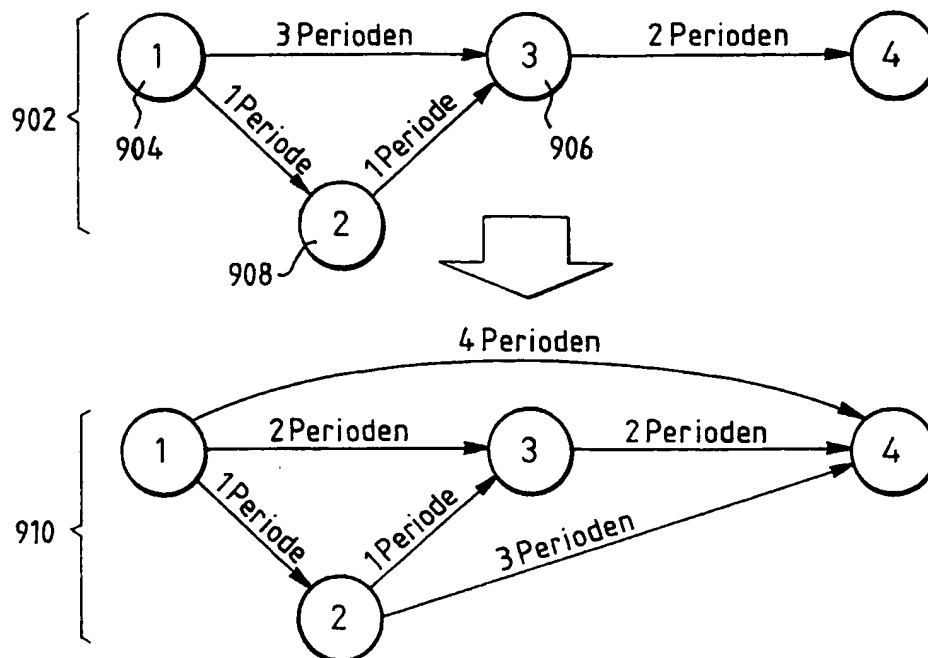 1
3 Perioden
3
2 Perioden
4
902
904
1 Periode
1 Periode
906
2
908
4 Perioden
1
2 Perioden
3
2 Perioden
4
910
1 Periode
1 Periode
3 Perioden
2